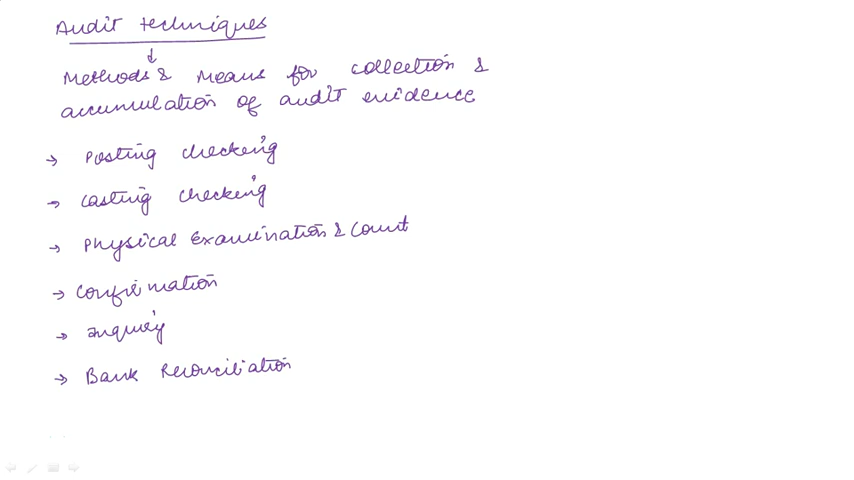 Audit techniques
↓
Methods & Means for collection &
accumulation of audit evidence
→ Posting checking
→ Casting checking
→ Physical Examination & Count
→ Confirmation
→ Inquiry
→ Bank Reconciliation